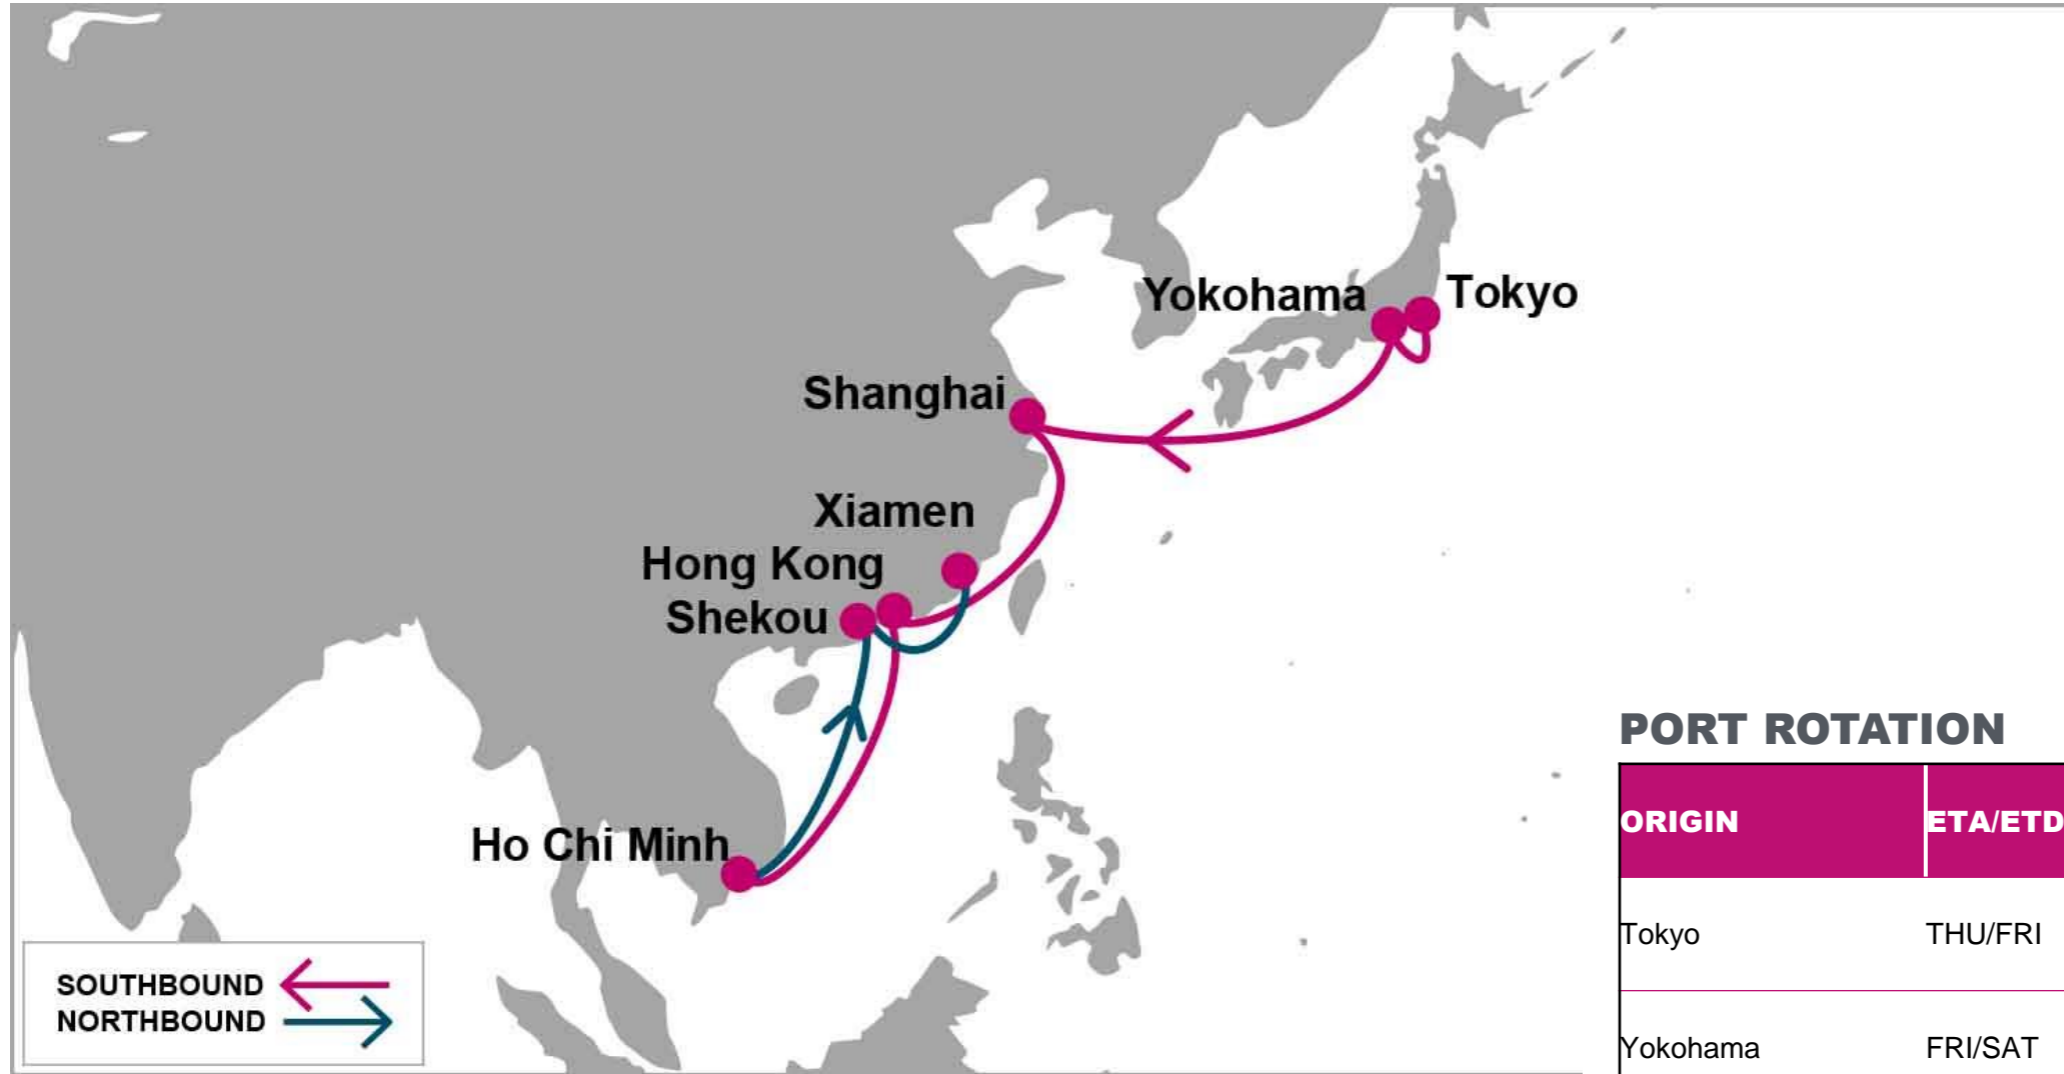 Yokohama
Tokyo
Shanghai
Xiamen
Hong Kong
Shekou
Ho Chi Minh
SOUTHBOUND
NORTHBOUND
PORT ROTATION
ORIGIN ETA/ETD
Tokyo THU/FRI
Yokohama FRI/SAT